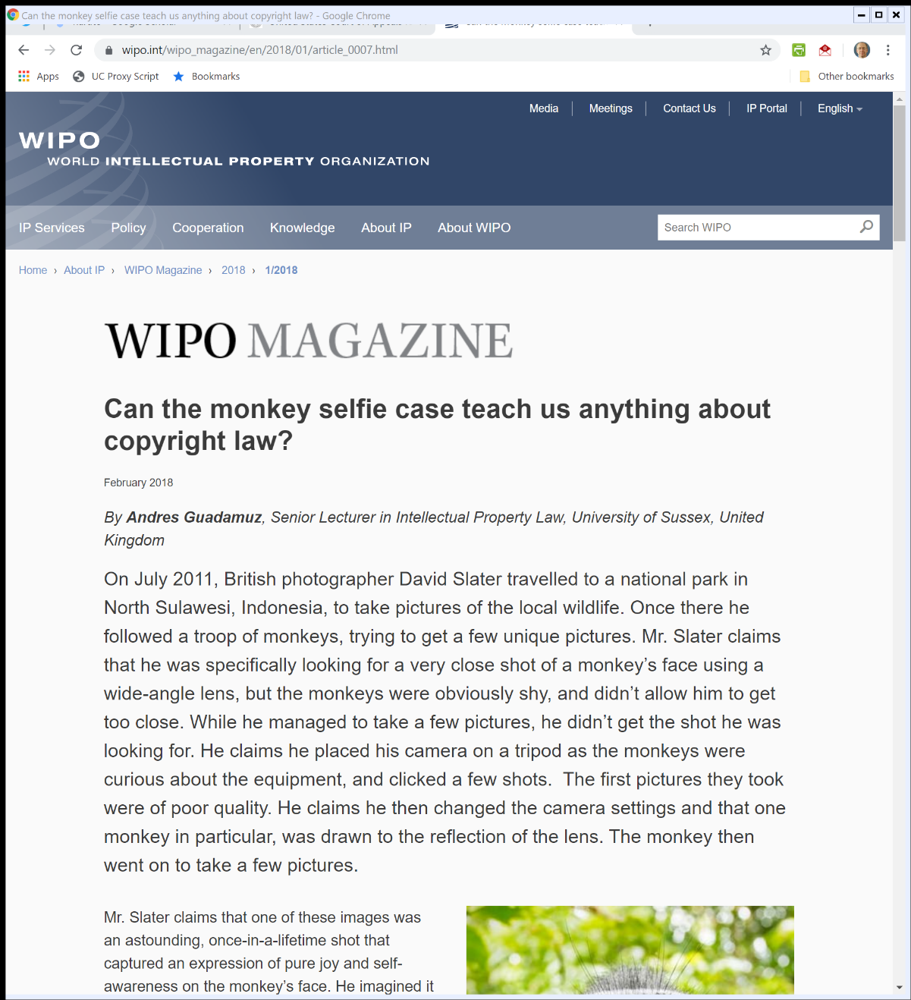 Can the monkey selfie case teach us anything about copyright law? - Google Chrome
wipo.int/wipo_magazine/en/2018/01/article_0007.html
Apps UC Proxy Script Bookmarks Other bookmarks
Media Meetings Contact Us IP Portal English
WIPO
WORLD INTELLECTUAL PROPERTY ORGANIZATION
IP Services Policy Cooperation Knowledge About IP About WIPO Search WIPO
Home › About IP › WIPO Magazine › 2018 › 1/2018
WIPO MAGAZINE
Can the monkey selfie case teach us anything about
copyright law?
February 2018
By Andres Guadamuz, Senior Lecturer in Intellectual Property Law, University of Sussex, United
Kingdom
On July 2011, British photographer David Slater travelled to a national park in
North Sulawesi, Indonesia, to take pictures of the local wildlife. Once there he
followed a troop of monkeys, trying to get a few unique pictures. Mr. Slater claims
that he was specifically looking for a very close shot of a monkey’s face using a
wide-angle lens, but the monkeys were obviously shy, and didn’t allow him to get
too close. While he managed to take a few pictures, he didn’t get the shot he was
looking for. He claims he placed his camera on a tripod as the monkeys were
curious about the equipment, and clicked a few shots.  The first pictures they took
were of poor quality. He claims he then changed the camera settings and that one
monkey in particular, was drawn to the reflection of the lens. The monkey then
went on to take a few pictures.
Mr. Slater claims that one of these images was
an astounding, once-in-a-lifetime shot that
captured an expression of pure joy and self-
awareness on the monkey’s face. He imagined it